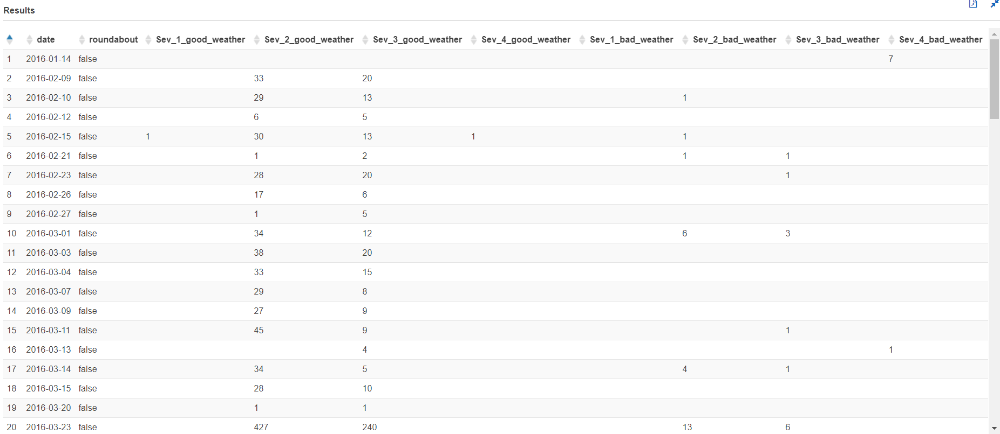 Results
date roundabout Sev_1_good_weather Sev_2_good_weather Sev_3_good_weather Sev_4_good_weather Sev_1_bad_weather Sev_2_bad_weather Sev_3_bad_weather Sev_4_bad_weather
1 2016-01-14 false 7
2 2016-02-09 false 33 20
3 2016-02-10 false 29 13 1
4 2016-02-12 false 6 5
5 2016-02-15 false 1 30 13 1 1
6 2016-02-21 false 1 2 1 1
7 2016-02-23 false 28 20 1
8 2016-02-26 false 17 6
9 2016-02-27 false 1 5
10 2016-03-01 false 34 12 6 3
11 2016-03-03 false 38 20
12 2016-03-04 false 33 15
13 2016-03-07 false 29 8
14 2016-03-09 false 27 9
15 2016-03-11 false 45 9 1
16 2016-03-13 false 4 1
17 2016-03-14 false 34 5 4 1
18 2016-03-15 false 28 10
19 2016-03-20 false 1 1
20 2016-03-23 false 427 240 13 6